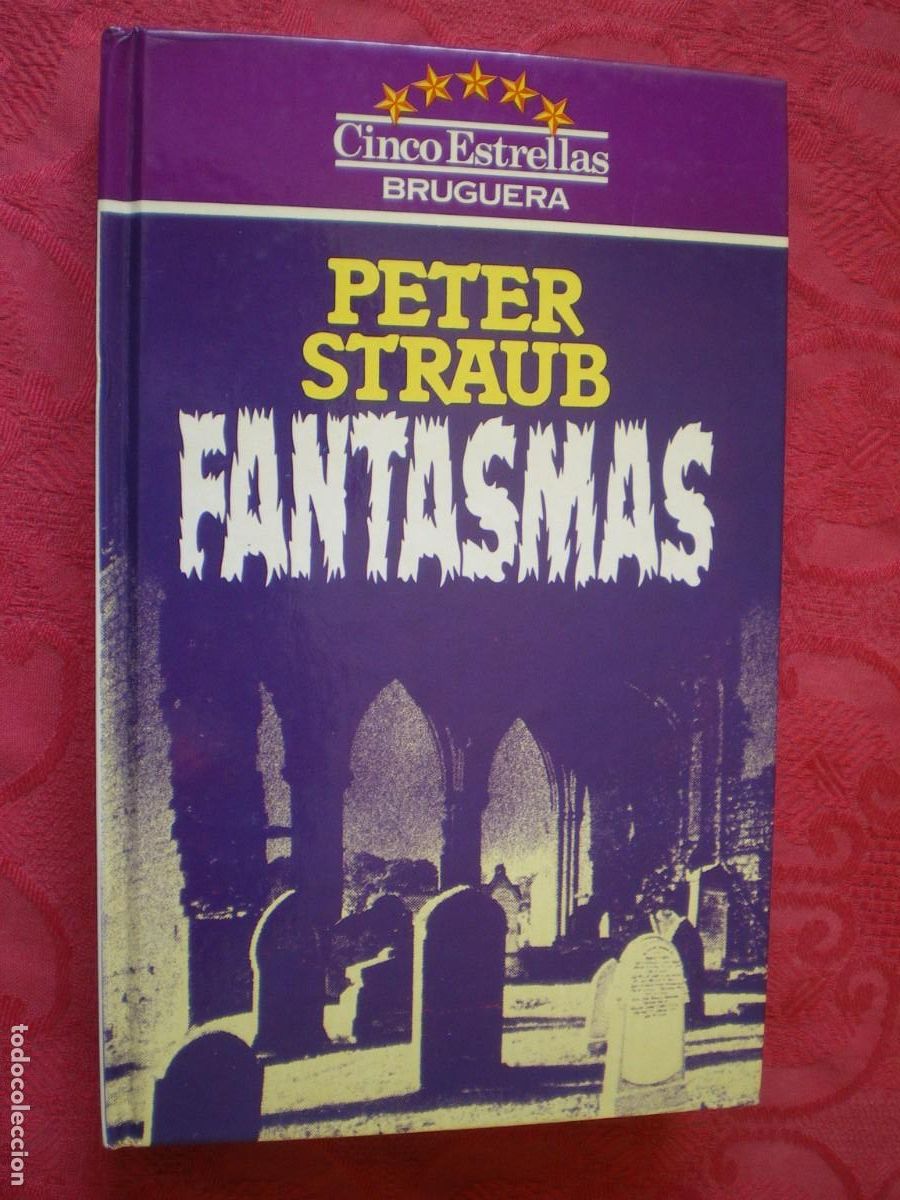 Cinco Estrellas
BRUGUERA
PETER
STRAUB
FANTASMAS
todocoleccion